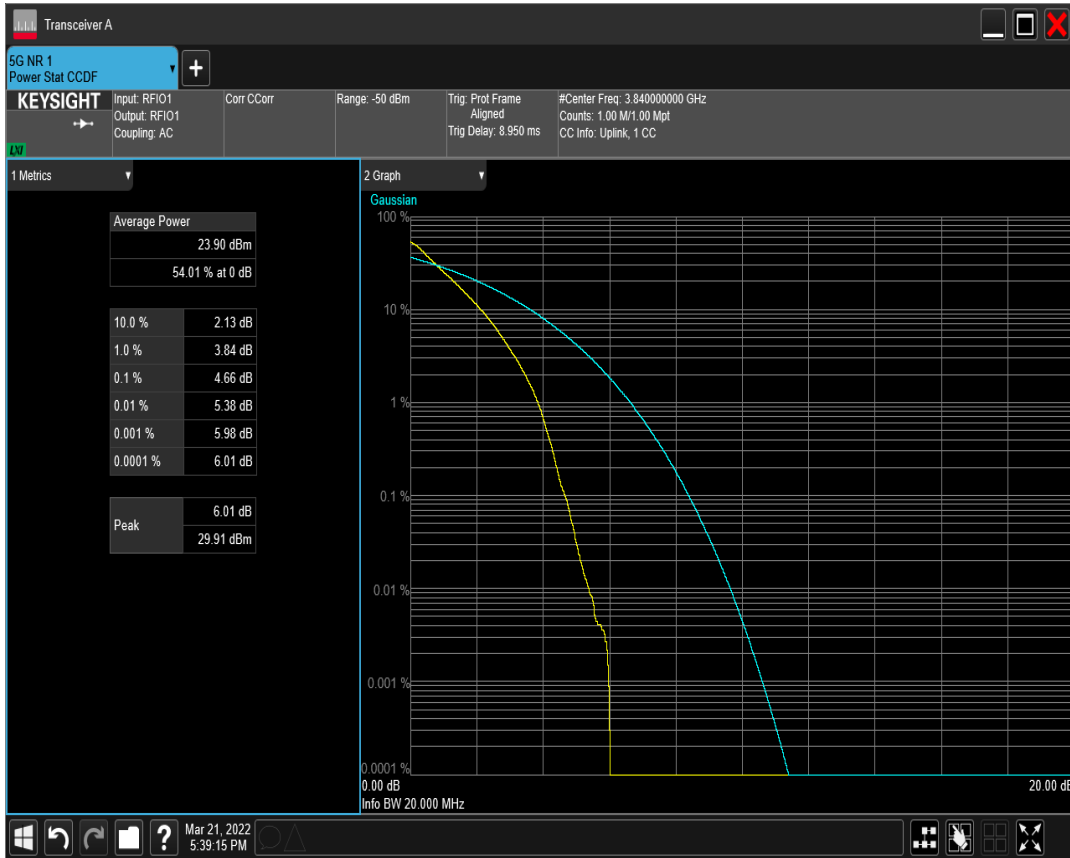 Transceiver A
5G NR 1
Power Stat CCDF
+
KEYSIGHT
LXI
Input: RFIO1
Output: RFIO1
Coupling: AC
Corr CCorr
Range: -50 dBm
Trig: Prot Frame
Aligned
Trig Delay: 8.950 ms
#Center Freq: 3.840000000 GHz
Counts: 1.00 M/1.00 Mpt
CC Info: Uplink, 1 CC
1 Metrics
Average Power
23.90 dBm
54.01 % at 0 dB
10.0 % 2.13 dB
1.0 % 3.84 dB
0.1 % 4.66 dB
0.01 % 5.38 dB
0.001 % 5.98 dB
0.0001 % 6.01 dB
Peak
6.01 dB
29.91 dBm
2 Graph
Gaussian
100 %
10 %
1 %
0.1 %
0.01 %
0.001 %
0.0001 %
0.00 dB 20.00 dB
Info BW 20.000 MHz
?
Mar 21, 2022
5:39:15 PM